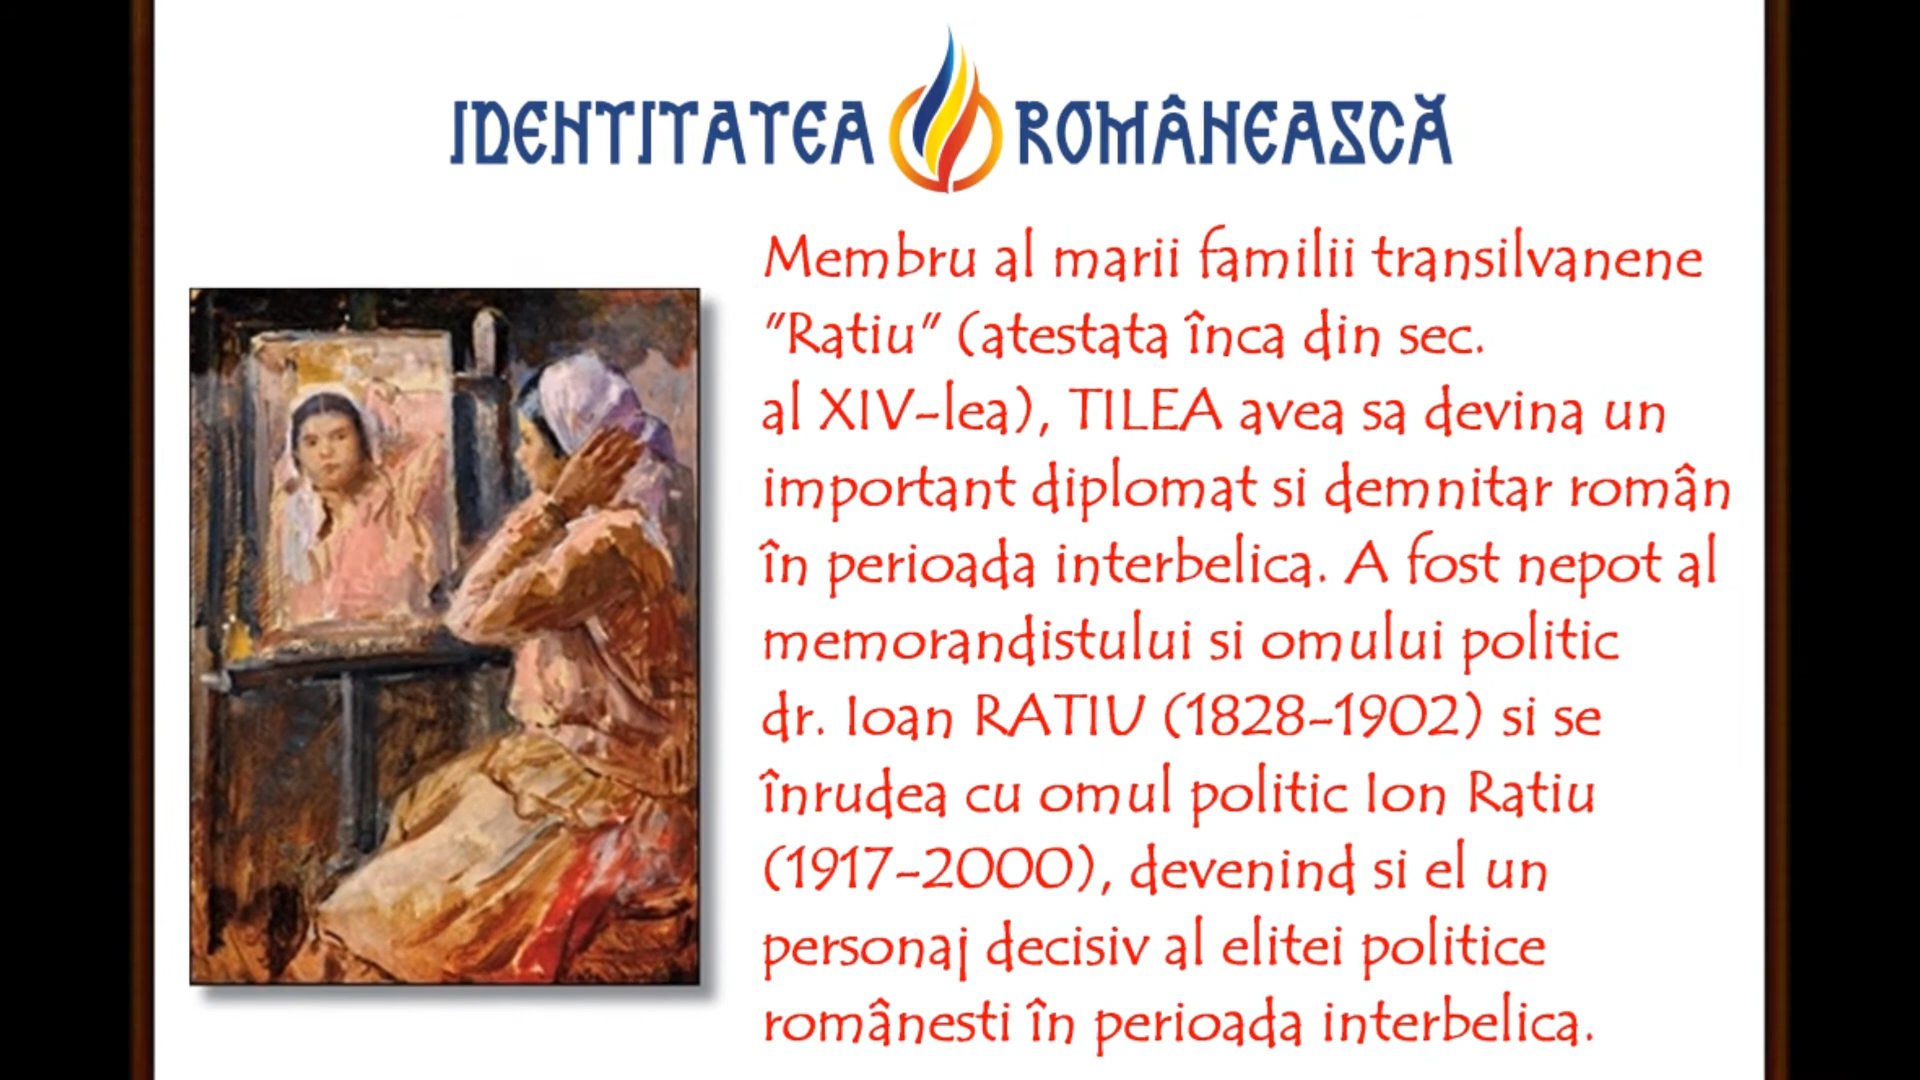 IDENTITATEA ROMÂNEASCĂ
Membru al marii familii transilvanene
"Ratiu" (atestata înca din sec.
al XIV-lea), TILEA avea sa devina un
important diplomat si demnitar român
în perioada interbelica. A fost nepot al
memorandistului si omului politic
dr. Ioan RATIU (1828-1902) si se
înrudea cu omul politic Ion Ratiu
(1917-2000), devenind si el un
personaj decisiv al elitei politice
românesti în perioada interbelica.